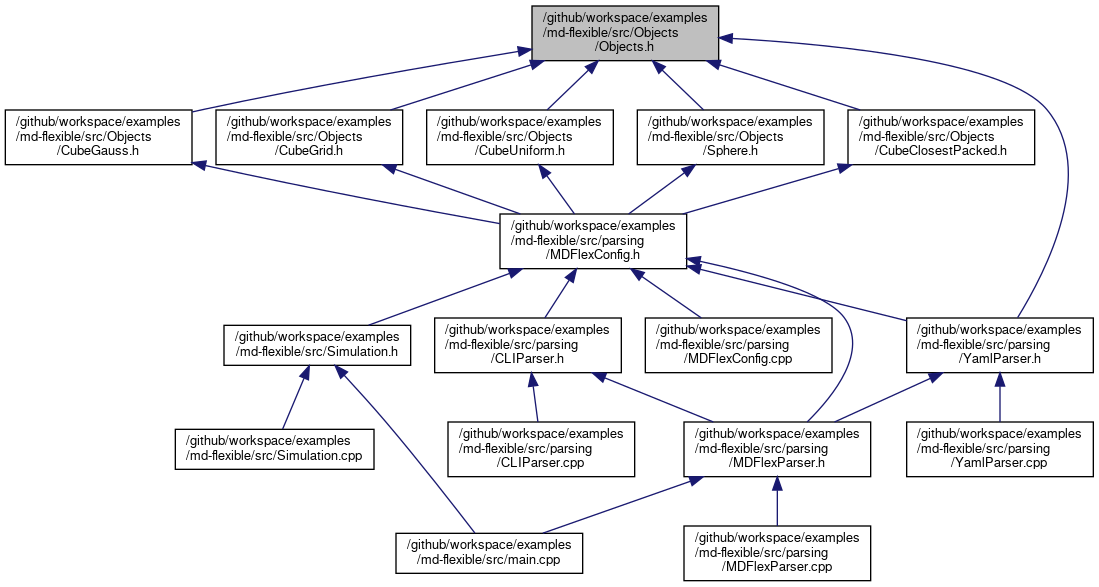 /github/workspace/examples
/md-flexible/src/Objects
/Objects.h
/github/workspace/examples
/md-flexible/src/Objects
/CubeGauss.h
/github/workspace/examples
/md-flexible/src/Objects
/CubeGrid.h
/github/workspace/examples
/md-flexible/src/Objects
/CubeUniform.h
/github/workspace/examples
/md-flexible/src/Objects
/Sphere.h
/github/workspace/examples
/md-flexible/src/Objects
/CubeClosestPacked.h
/github/workspace/examples
/md-flexible/src/parsing
/MDFlexConfig.h
/github/workspace/examples
/md-flexible/src/Simulation.h
/github/workspace/examples
/md-flexible/src/parsing
/CLIParser.h
/github/workspace/examples
/md-flexible/src/parsing
/MDFlexConfig.cpp
/github/workspace/examples
/md-flexible/src/parsing
/YamlParser.h
/github/workspace/examples
/md-flexible/src/Simulation.cpp
/github/workspace/examples
/md-flexible/src/parsing
/CLIParser.cpp
/github/workspace/examples
/md-flexible/src/parsing
/MDFlexParser.h
/github/workspace/examples
/md-flexible/src/parsing
/YamlParser.cpp
/github/workspace/examples
/md-flexible/src/main.cpp
/github/workspace/examples
/md-flexible/src/parsing
/MDFlexParser.cpp